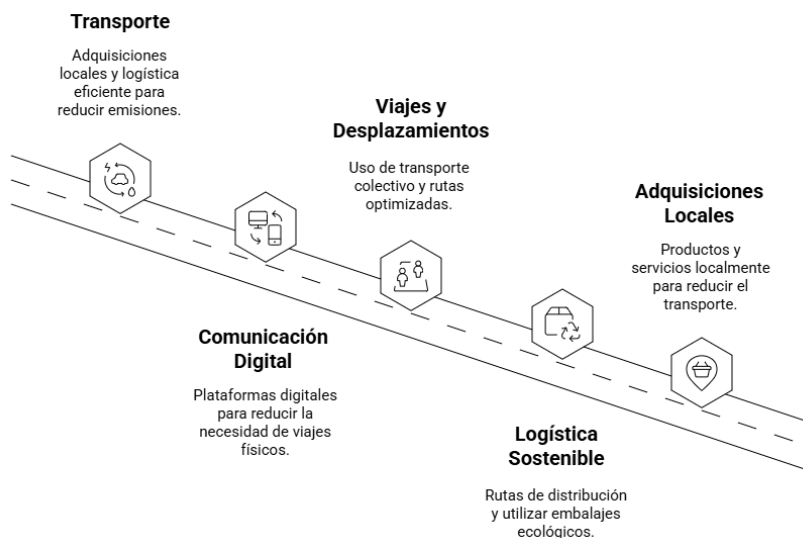 Transporte
Adquisiciones
locales y logística
eficiente para
reducir emisiones.
Comunicación
Digital
Plataformas digitales
para reducir la
necesidad de viajes
físicos.
Viajes y
Desplazamientos
Uso de transporte
colectivo y rutas
optimizadas.
Logística
Sostenible
Rutas de distribución
y utilizar embalajes
ecológicos.
Adquisiciones
Locales
Productos y
servicios localmente
para reducir el
transporte.